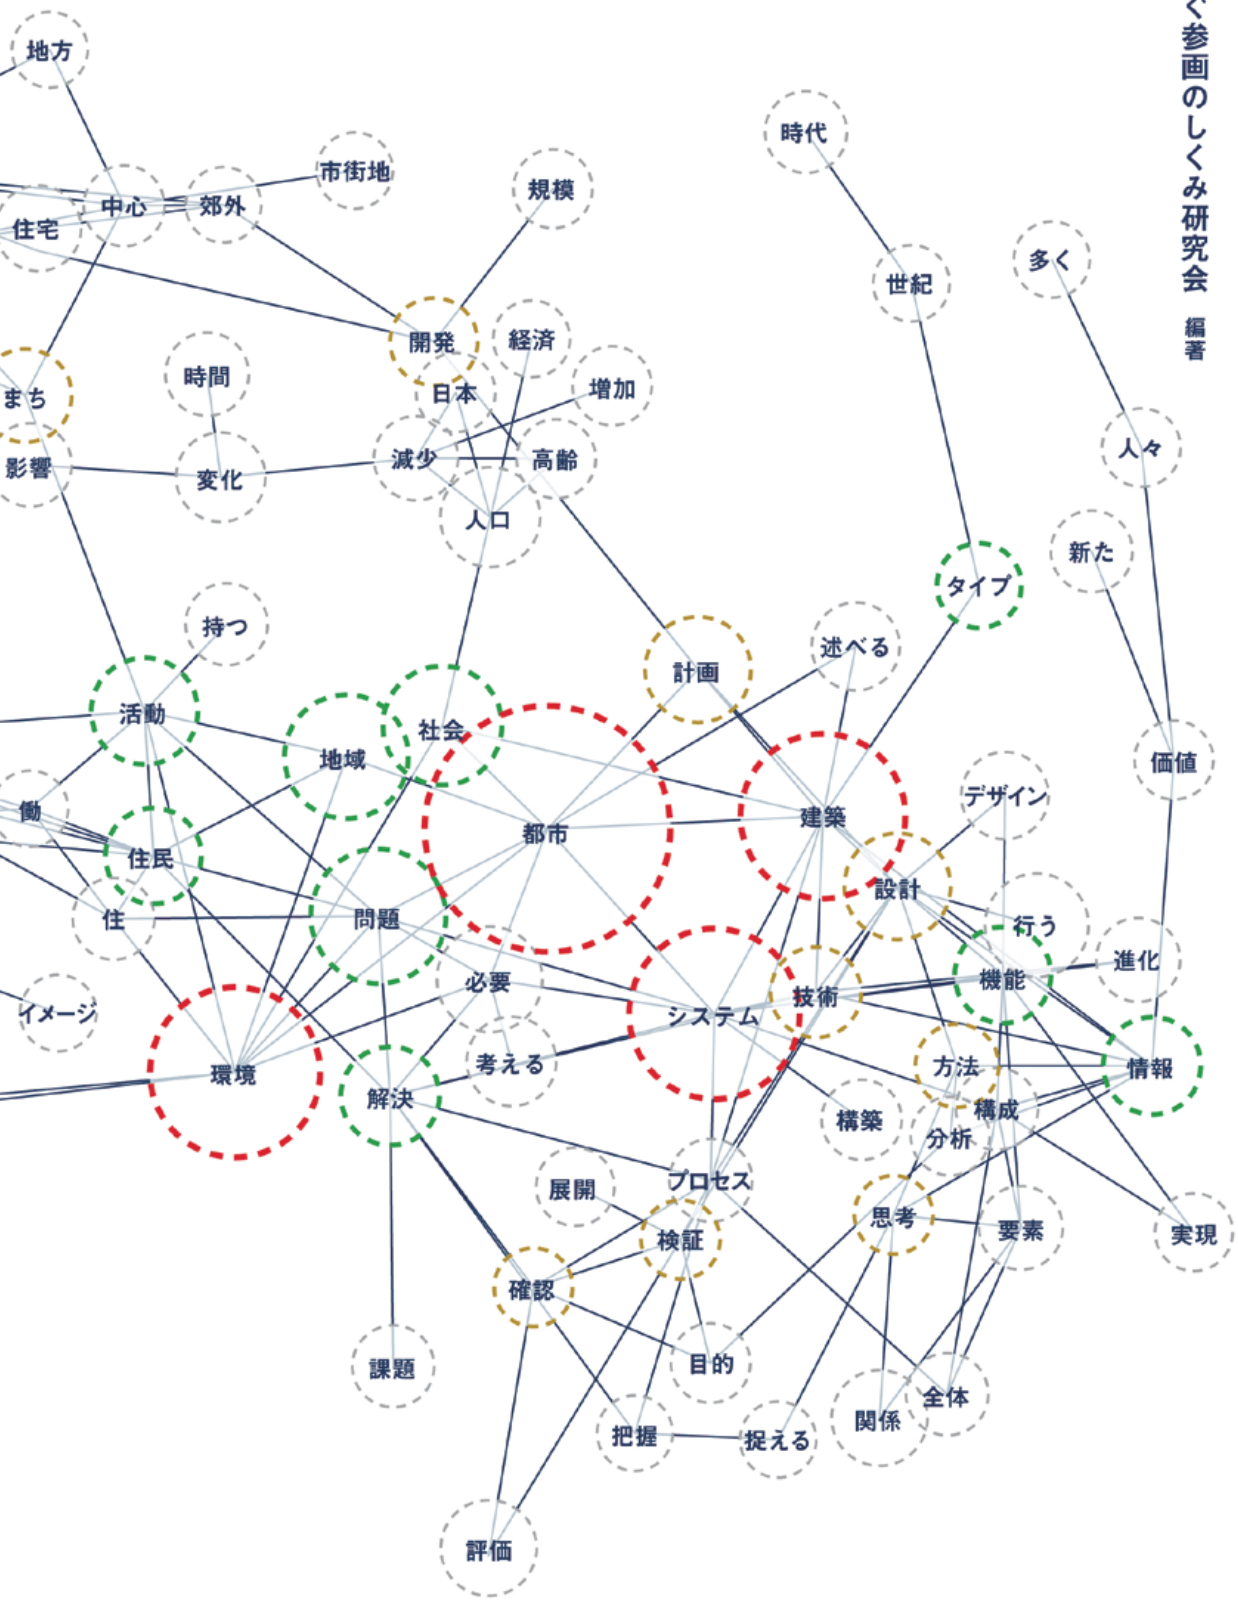 く参画のしくみ研究会 編著
地方
時代
市街地
規模
中心
郊外
住宅
多く
世紀
開発
経済
時間
日本
増加
まち
人々
減少
高齢
影響
変化
人口
新た
タイプ
持つ
述べる
計画
活動
社会
地域
価値
デザイン
働
建築
都市
住民
設計
住
問題
行う
進化
必要
機能
技術
イメージ
システム
考える
方法
情報
環境
解決
構成
構築
分析
プロセス
展開
思考
要素
実現
検証
確認
目的
課題
全体
関係
把握
捉える
評価